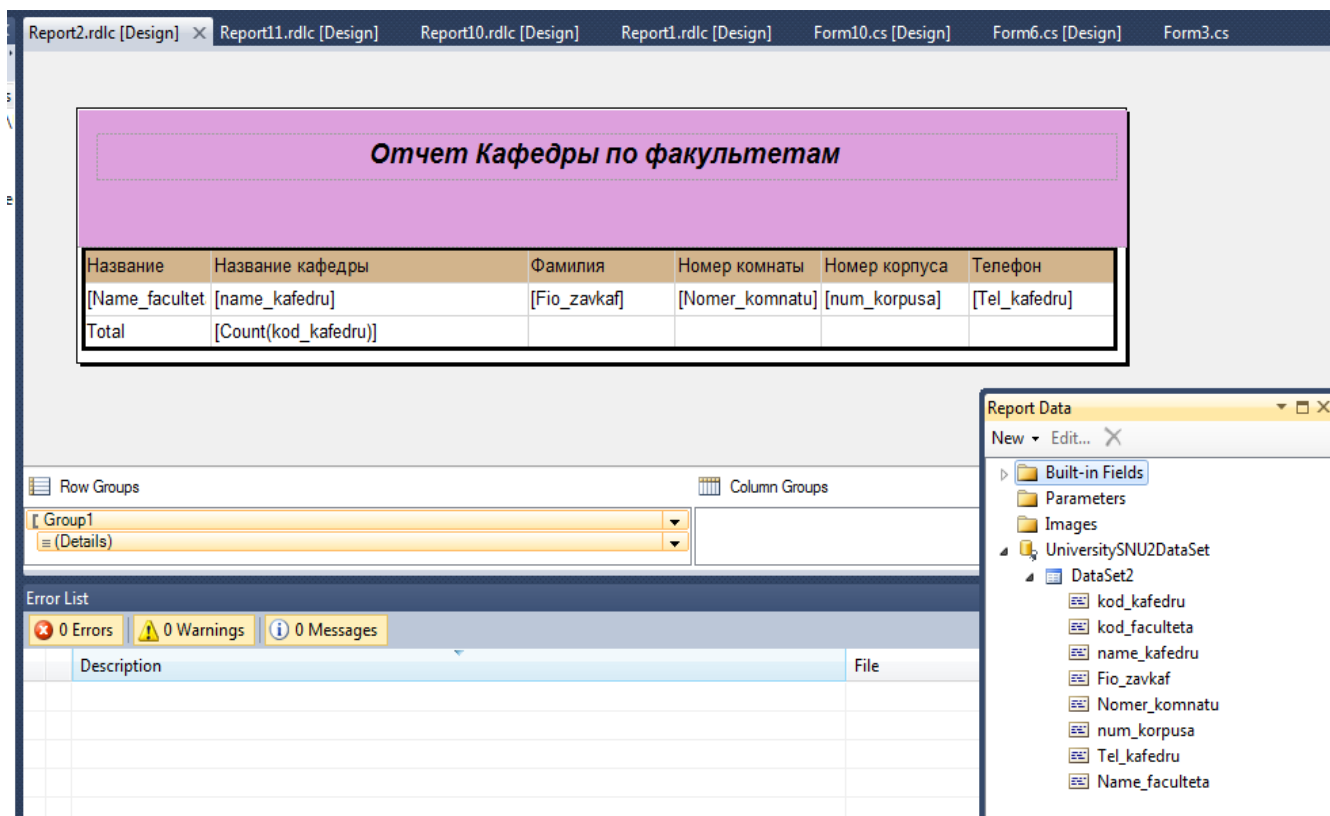 Report2.rdlc [Design] Report11.rdlc [Design] Report10.rdlc [Design] Report1.rdlc [Design] Form10.cs [Design] Form6.cs [Design] Form3.cs
Отчет Кафедры по факультетам
Название Название кафедры Фамилия Номер комнаты Номер корпуса Телефон
[Name_facultet [name_kafedru] [Fio_zavkaf] [Nomer_komnatu] [num_korpusa] [Tel_kafedru]
Total [Count(kod_kafedru)]
Row Groups Column Groups
Group1
(Details)
Error List
0 Errors 0 Warnings 0 Messages
Description File
Report Data
New Edit...
Built-in Fields
Parameters
Images
UniversitySNU2DataSet
DataSet2
kod_kafedru
kod_faculteta
name_kafedru
Fio_zavkaf
Nomer_komnatu
num_korpusa
Tel_kafedru
Name_faculteta